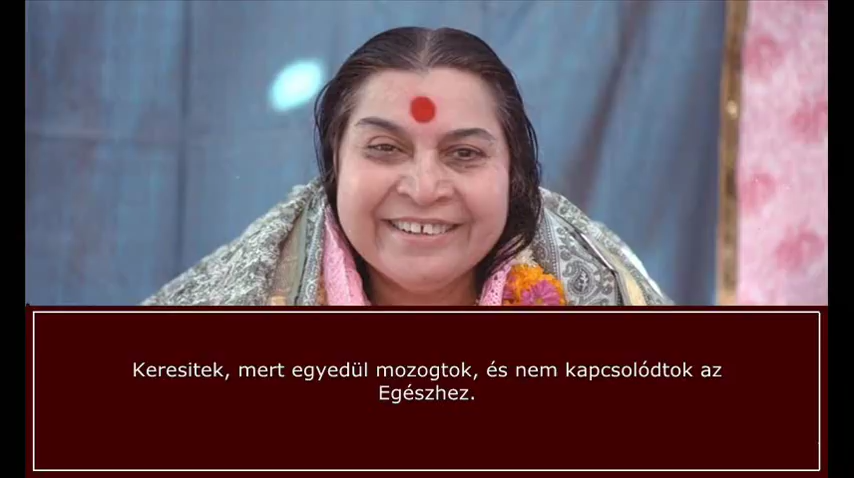 Keresitek, mert egyedül mozogtok, és nem kapcsolódtok az
Egészhez.